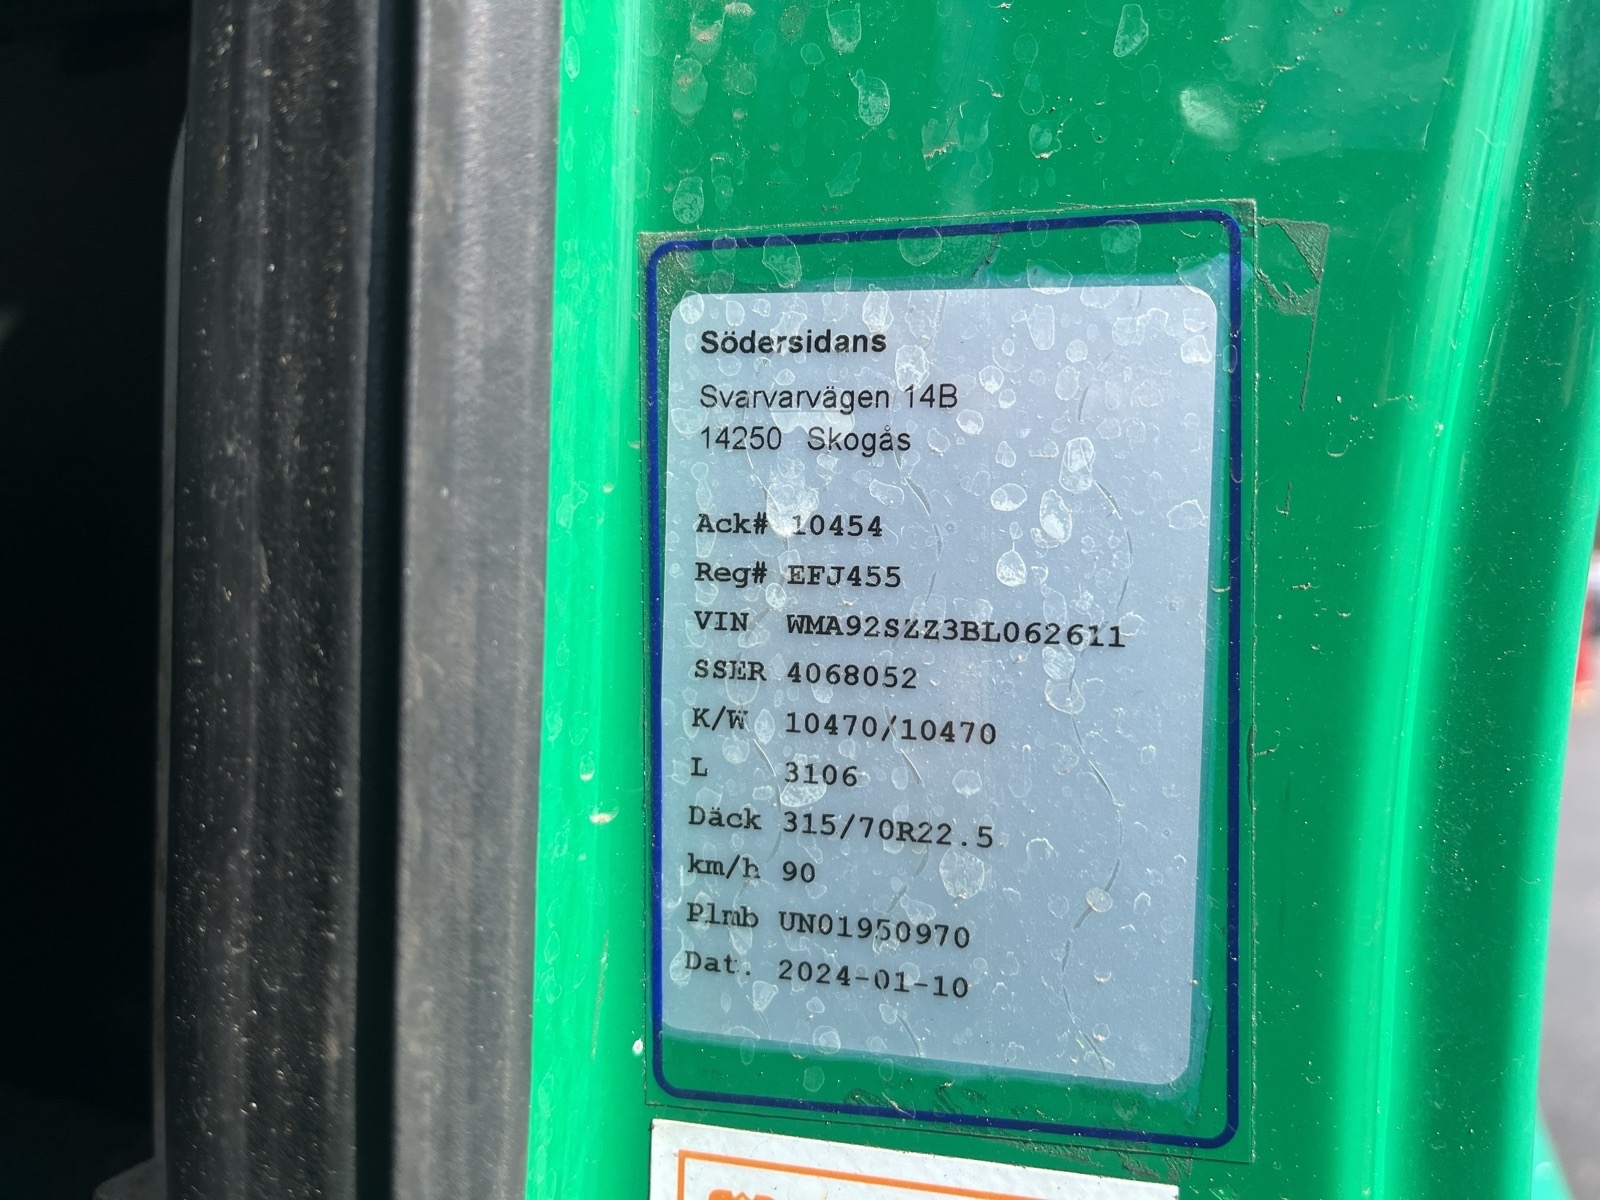 Södersidans
Svarvarvägen 14B
14250 Skogås
Ack# 10454
Reg# EFJ455
VIN WMA92SZZ3BL062611
SSER 4068052
K/W 10470/10470
L 3106
Däck 315/70R22.5
km/h 90
Plmb UN01950970
Dat. 2024-01-10